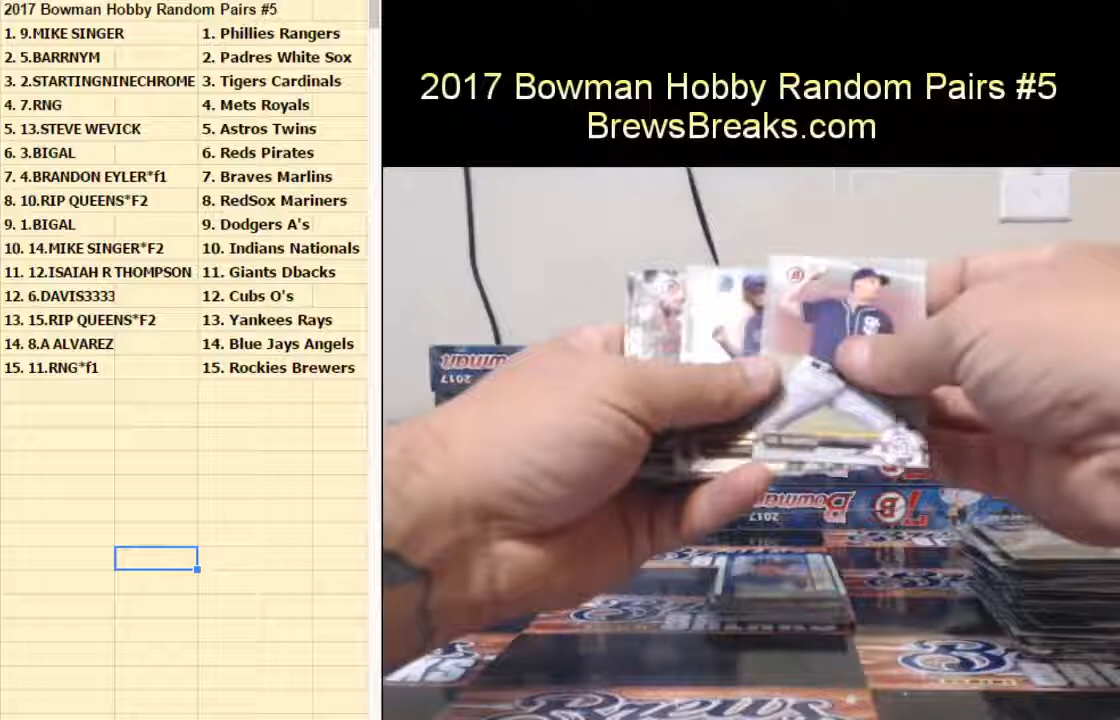 2017 Bowman Hobby Random Pairs #5
1. 9.MIKE SINGER 1. Phillies Rangers
2. 5.BARRNYM 2. Padres White Sox
3. 2.STARTINGNINECHROME 3. Tigers Cardinals
4. 7.RNG 4. Mets Royals
5. 13.STEVE WEVICK 5. Astros Twins
6. 3.BIGAL 6. Reds Pirates
7. 4.BRANDON EYLER*f1 7. Braves Marlins
8. 10.RIP QUEENS*F2 8. RedSox Mariners
9. 1.BIGAL 9. Dodgers A's
10. 14.MIKE SINGER*F2 10. Indians Nationals
11. 12.ISAIAH R THOMPSON 11. Giants Dbacks
12. 6.DAVIS3333 12. Cubs O's
13. 15.RIP QUEENS*F2 13. Yankees Rays
14. 8.A ALVAREZ 14. Blue Jays Angels
15. 11.RNG*f1 15. Rockies Brewers
2017 Bowman Hobby Random Pairs #5
BrewsBreaks.com
Bowman
2017
Bowman
2017